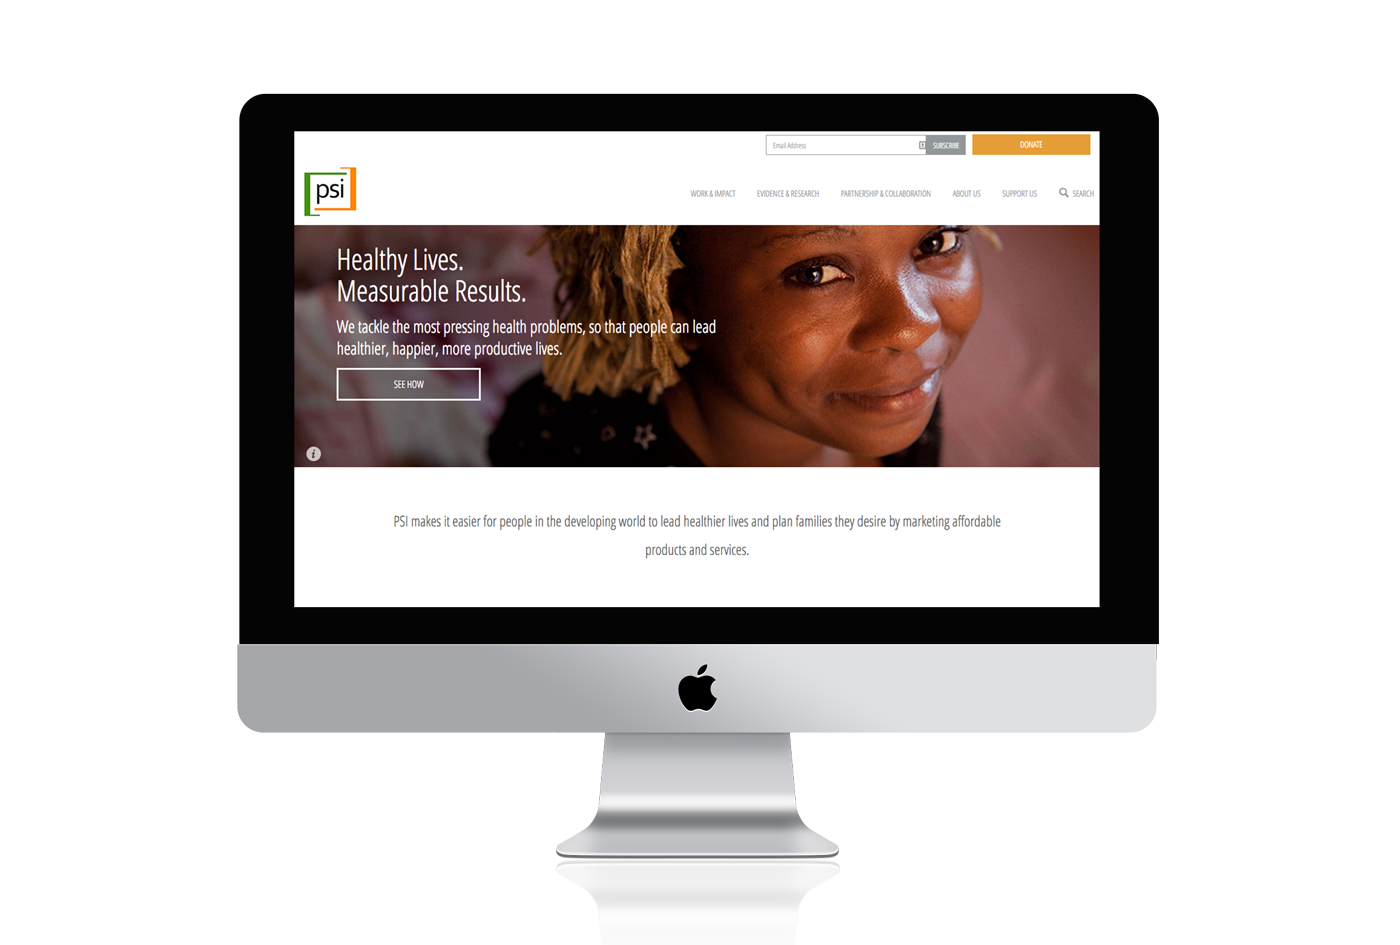 Email Address
SUBSCRIBE
DONATE
psi
WORK & IMPACT
EVIDENCE & RESEARCH
PARTNERSHIP & COLLABORATION
ABOUT US
SUPPORT US
SEARCH
Healthy Lives.
Measurable Results.
We tackle the most pressing health problems, so that people can lead
healthier, happier, more productive lives.
SEE HOW
i
PSI makes it easier for people in the developing world to lead healthier lives and plan families they desire by marketing affordable
products and services.